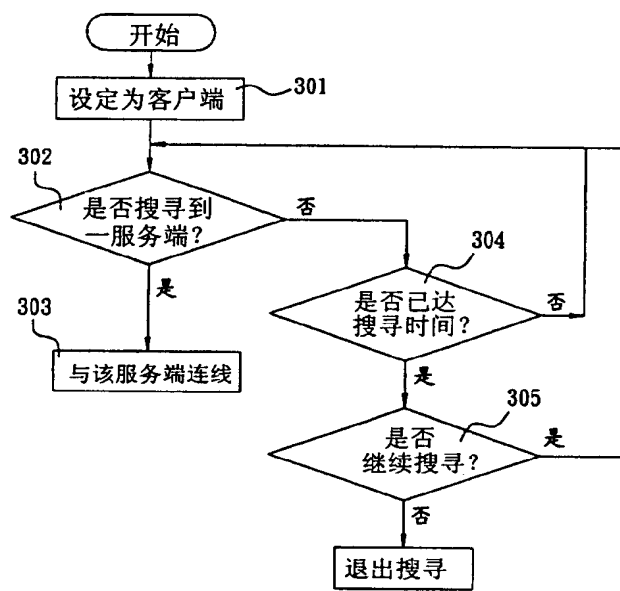 开始
设定为客户端
301
302
是否搜寻到
一服务端？
否
是
303
与该服务端连线
304
是否已达
搜寻时间？
否
是
305
是否
继续搜寻？
是
否
退出搜寻